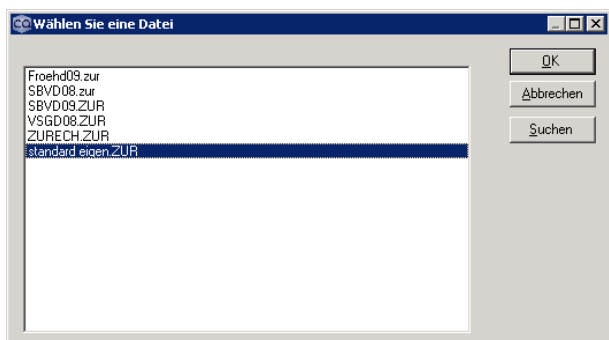 Wählen Sie eine Datei
OK
Froehd09.zur
SBVD08.zur
Abbrechen
SBVD09.ZUR
VSGD08.ZUR
Suchen
ZURECH.ZUR
standard eigen.ZUR